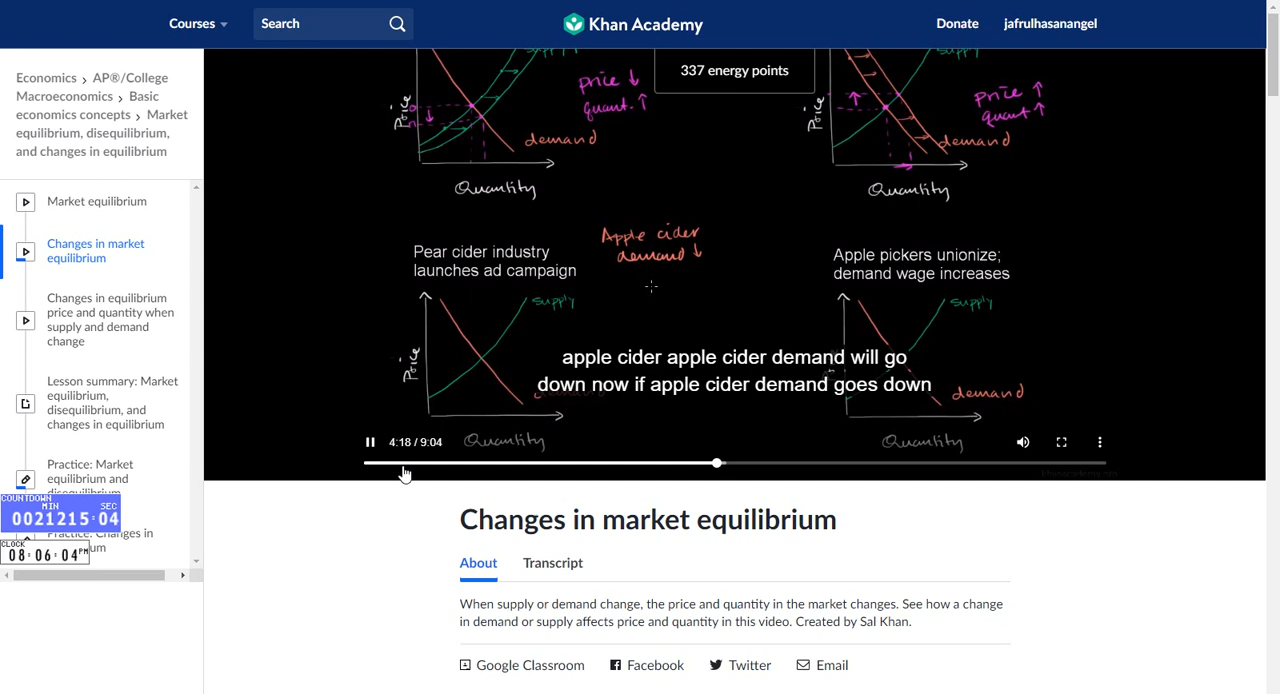 Courses
Search
Khan Academy
Donate
jafrulhasanangel
Economics > AP®/College
Macroeconomics > Basic
economics concepts > Market
equilibrium, disequilibrium,
and changes in equilibrium
Market equilibrium
Changes in market
equilibrium
Changes in equilibrium
price and quantity when
supply and demand
change
Lesson summary: Market
equilibrium,
disequilibrium, and
changes in equilibrium
Practice: Market
equilibrium and
disequilibrium
Practice: Changes in
COUNTDOWN
MIN SEC
0021215:04
CLOCK
08:06:04PM
supply
price ↓
quant. ↑
Price
demand
Quantity
337 energy points
supply
price ↑
quant ↑
Price
demand
Quantity
Pear cider industry
launches ad campaign
Apple cider
demand ↓
supply
Price
Quantity
Apple pickers unionize;
demand wage increases
supply
demand
Quantity
apple cider apple cider demand will go
down now if apple cider demand goes down
4:18 / 9:04
Changes in market equilibrium
About
Transcript
When supply or demand change, the price and quantity in the market changes. See how a change
in demand or supply affects price and quantity in this video. Created by Sal Khan.
Google Classroom
Facebook
Twitter
Email